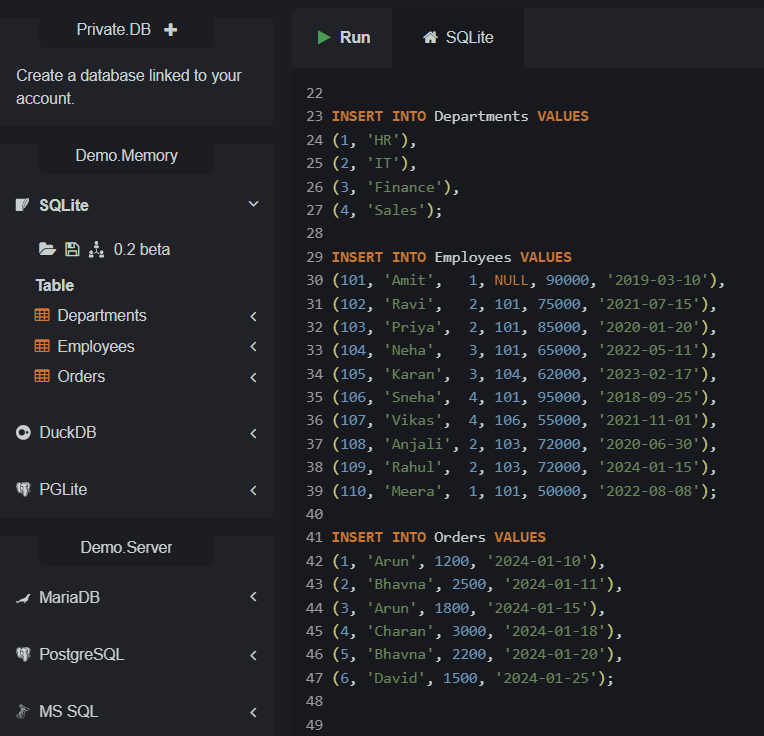 Private.DB
Create a database linked to your
account.
Demo.Memory
SQLite
0.2 beta
Table
Departments
Employees
Orders
DuckDB
PGLite
Demo.Server
MariaDB
PostgreSQL
MS SQL
Run
SQLite
22
23 INSERT INTO Departments VALUES
24 (1, 'HR'),
25 (2, 'IT'),
26 (3, 'Finance'),
27 (4, 'Sales');
28
29 INSERT INTO Employees VALUES
30 (101, 'Amit',   1, NULL, 90000, '2019-03-10'),
31 (102, 'Ravi',   2, 101, 75000, '2021-07-15'),
32 (103, 'Priya',  2, 101, 85000, '2020-01-20'),
33 (104, 'Neha',   3, 101, 65000, '2022-05-11'),
34 (105, 'Karan',  3, 104, 62000, '2023-02-17'),
35 (106, 'Sneha',  4, 101, 95000, '2018-09-25'),
36 (107, 'Vikas',  4, 106, 55000, '2021-11-01'),
37 (108, 'Anjali', 2, 103, 72000, '2020-06-30'),
38 (109, 'Rahul',  2, 103, 72000, '2024-01-15'),
39 (110, 'Meera',  1, 101, 50000, '2022-08-08');
40
41 INSERT INTO Orders VALUES
42 (1, 'Arun', 1200, '2024-01-10'),
43 (2, 'Bhavna', 2500, '2024-01-11'),
44 (3, 'Arun', 1800, '2024-01-15'),
45 (4, 'Charan', 3000, '2024-01-18'),
46 (5, 'Bhavna', 2200, '2024-01-20'),
47 (6, 'David', 1500, '2024-01-25');
48
49